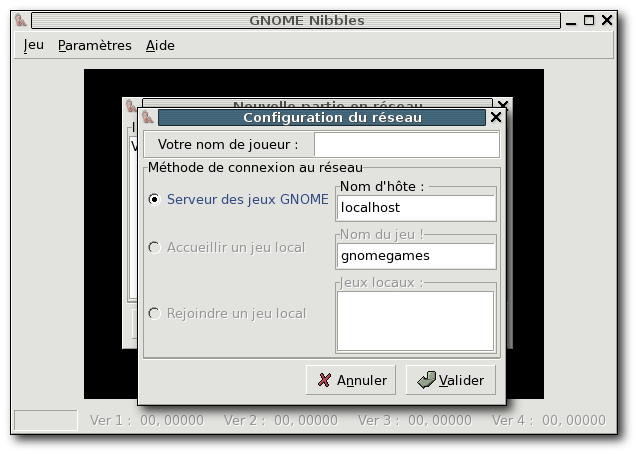 GNOME Nibbles
Jeu Paramètres Aide
Nouvelle partie en réseau
Configuration du réseau
Votre nom de joueur :
Méthode de connexion au réseau
Serveur des jeux GNOME
Nom d'hôte :
localhost
Accueillir un jeu local
Nom du jeu !
gnomegames
Rejoindre un jeu local
Jeux locaux :
Annuler Valider
Ver 1 : 00, 00000 Ver 2 : 00, 00000 Ver 3 : 00, 00000 Ver 4 : 00, 00000